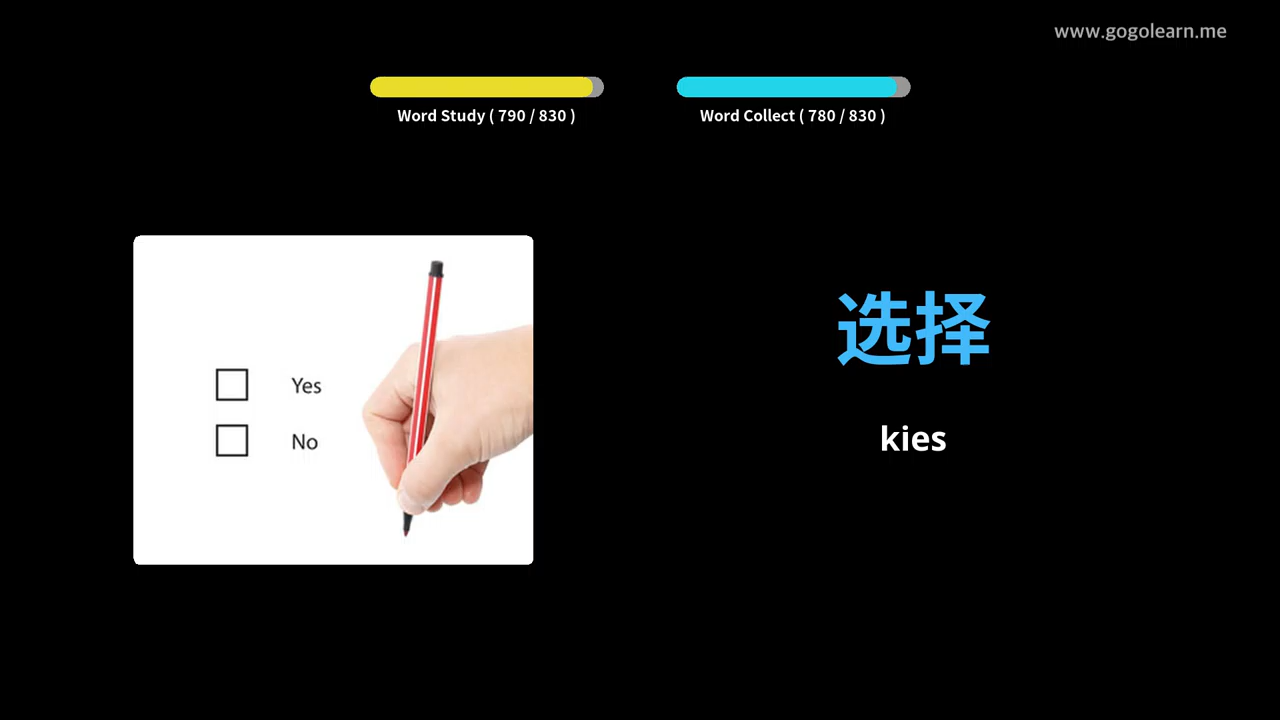 www.gogolearn.me
Word Study ( 790 / 830 )
Word Collect ( 780 / 830 )
Yes
No
选择
kies